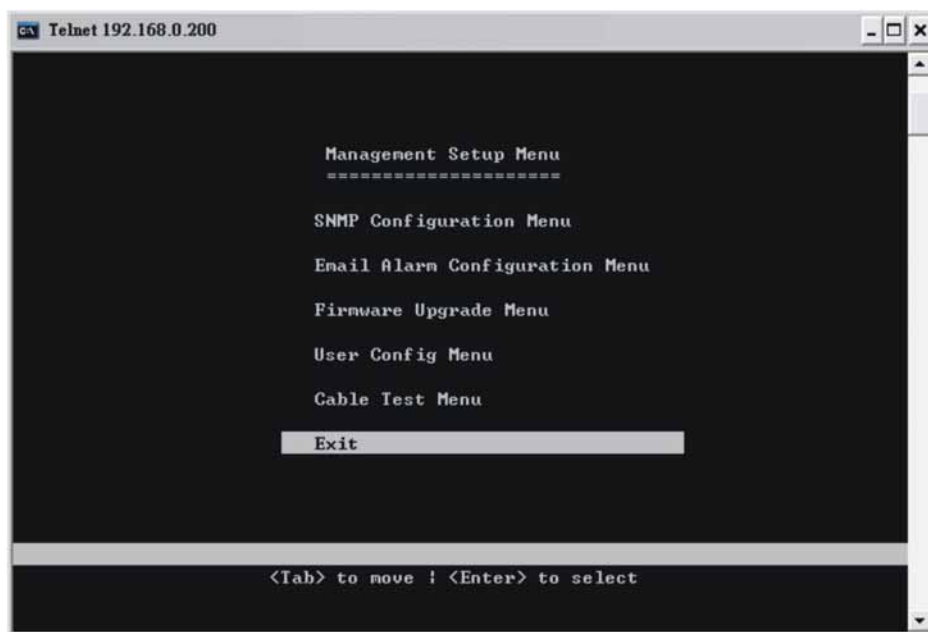 Telnet 192.168.0.200
Management Setup Menu
=====================
SNMP Configuration Menu
Email Alarm Configuration Menu
Firmware Upgrade Menu
User Config Menu
Cable Test Menu
Exit
<Tab> to move ¦ <Enter> to select